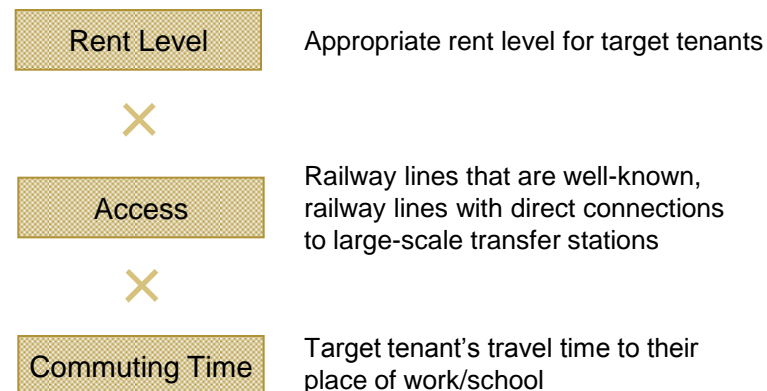 Rent Level
Appropriate rent level for target tenants
×
Access
Railway lines that are well-known,
railway lines with direct connections
to large-scale transfer stations
×
Commuting Time
Target tenant's travel time to their
place of work/school